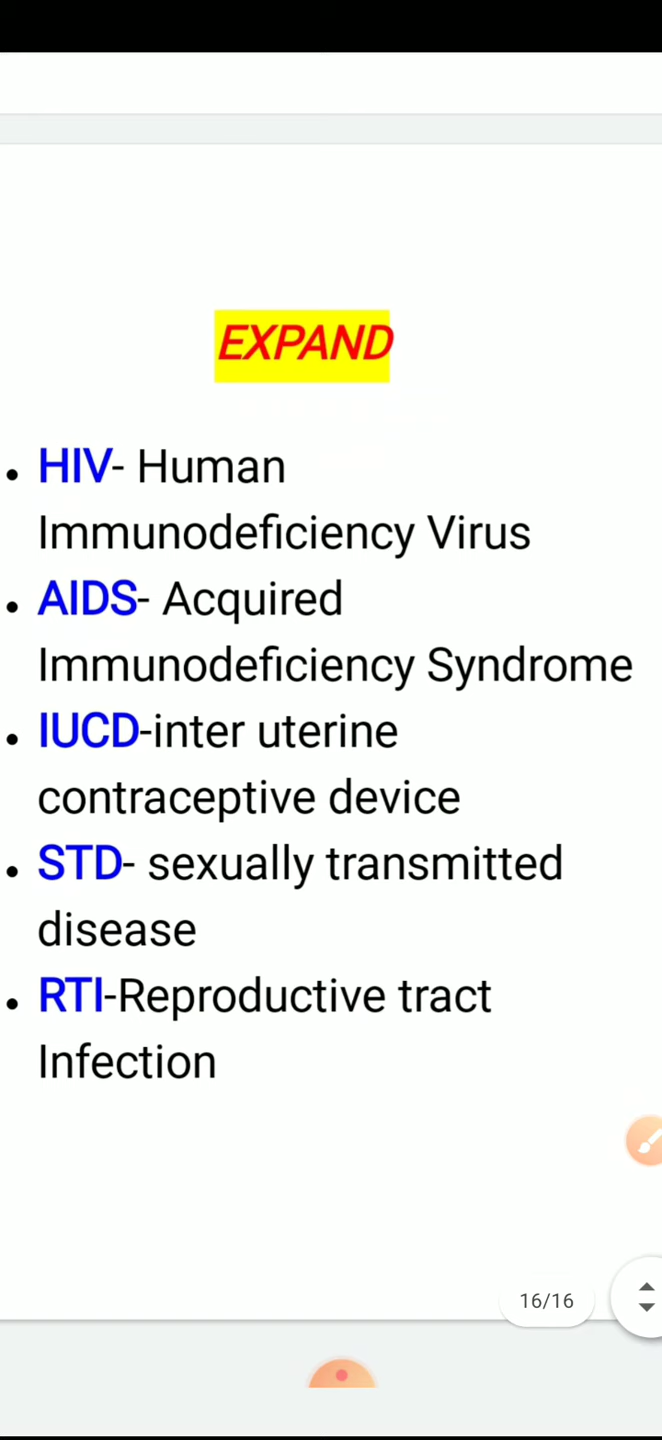 EXPAND
HIV- Human
Immunodeficiency Virus
AIDS- Acquired
Immunodeficiency Syndrome
IUCD-inter uterine
contraceptive device
STD- sexually transmitted
disease
RTI-Reproductive tract
Infection
16/16